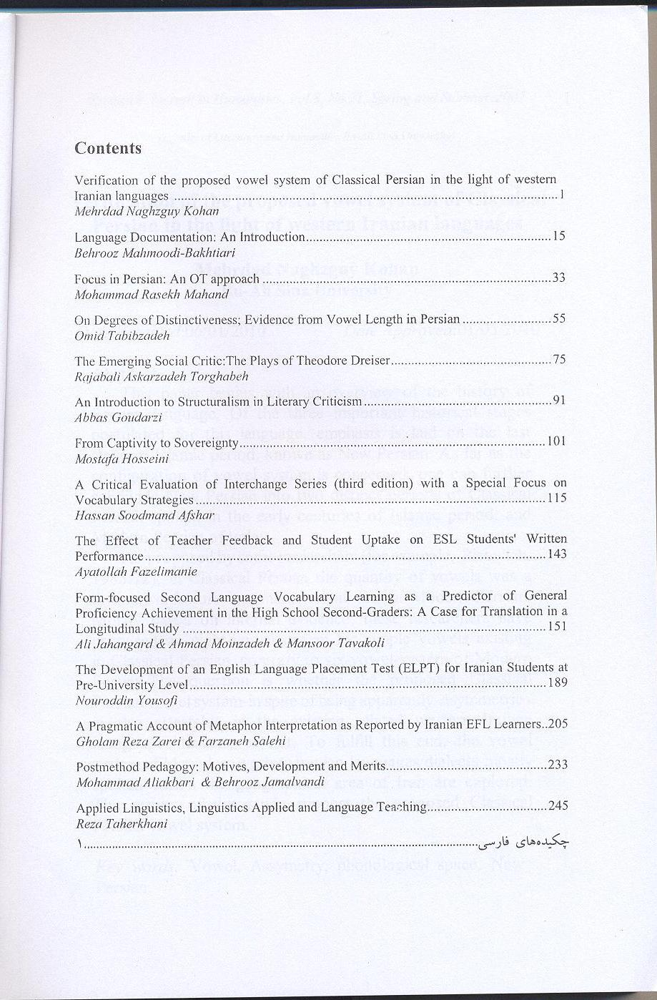 Contents
Verification of the proposed vowel system of Classical Persian in the light of western
Iranian languages ........................................................................................................1
Mehrdad Naghzguy Kohan
Language Documentation: An Introduction..................................................................15
Behrooz Mahmoodi-Bakhtiari
Focus in Persian: An OT approach ..............................................................................33
Mohammad Rasekh Mahand
On Degrees of Distinctiveness; Evidence from Vowel Length in Persian........................55
Omid Tabibzadeh
The Emerging Social Critic:The Plays of Theodore Dreiser...........................................75
Rajabali Askarzadeh Torghabeh
An Introduction to Structuralism in Literary Criticism..................................................91
Abbas Goudarzi
From Captivity to Sovereignty....................................................................................101
Mostafa Hosseini
A Critical Evaluation of Interchange Series (third edition) with a Special Focus on
Vocabulary Strategies................................................................................................115
Hassan Soodmand Afshar
The Effect of Teacher Feedback and Student Uptake on ESL Students' Written
Performance..............................................................................................................143
Ayatollah Fazelimanie
Form-focused Second Language Vocabulary Learning as a Predictor of General
Proficiency Achievement in the High School Second-Graders: A Case for Translation in a
Longitudinal Study ...................................................................................................151
Ali Jahangard & Ahmad Moinzadeh & Mansoor Tavakoli
The Development of an English Language Placement Test (ELPT) for Iranian Students at
Pre-University Level..................................................................................................189
Nouroddin Yousofi
A Pragmatic Account of Metaphor Interpretation as Reported by Iranian EFL Learners..205
Gholam Reza Zarei & Farzaneh Salehi
Postmethod Pedagogy: Motives, Development and Merits............................................233
Mohammad Aliakbari & Behrooz Jamalvandi
Applied Linguistics, Linguistics Applied and Language Teaching.................................245
Reza Taherkhani
چکیده‌های فارسی........................................................................................................۱